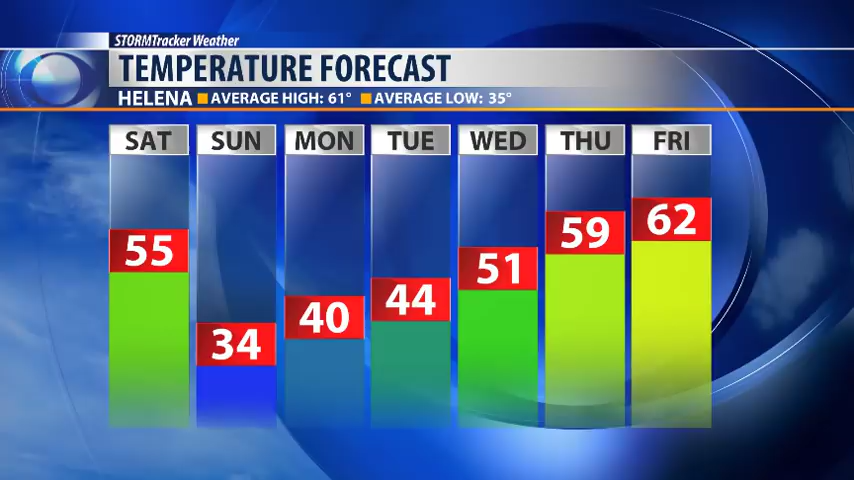 STORMTracker Weather
TEMPERATURE FORECAST
HELENA AVERAGE HIGH: 61° AVERAGE LOW: 35°
SAT SUN MON TUE WED THU FRI
55 34 40 44 51 59 62